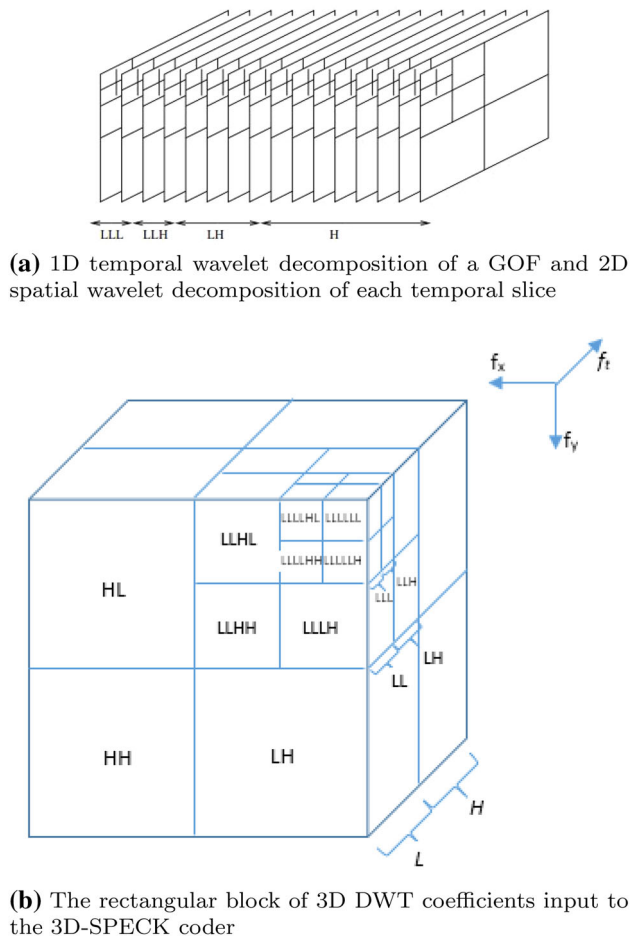 LLL LLH LH H
(a) 1D temporal wavelet decomposition of a GOF and 2D
spatial wavelet decomposition of each temporal slice
fx
ft
fy
LLLLHL LLLLLL
LLHL
LLLLHH LLLLLH
HL
LLH
LLL
LLHH LLLH
LH
LL
HH LH
H
L
(b) The rectangular block of 3D DWT coefficients input to
the 3D-SPECK coder